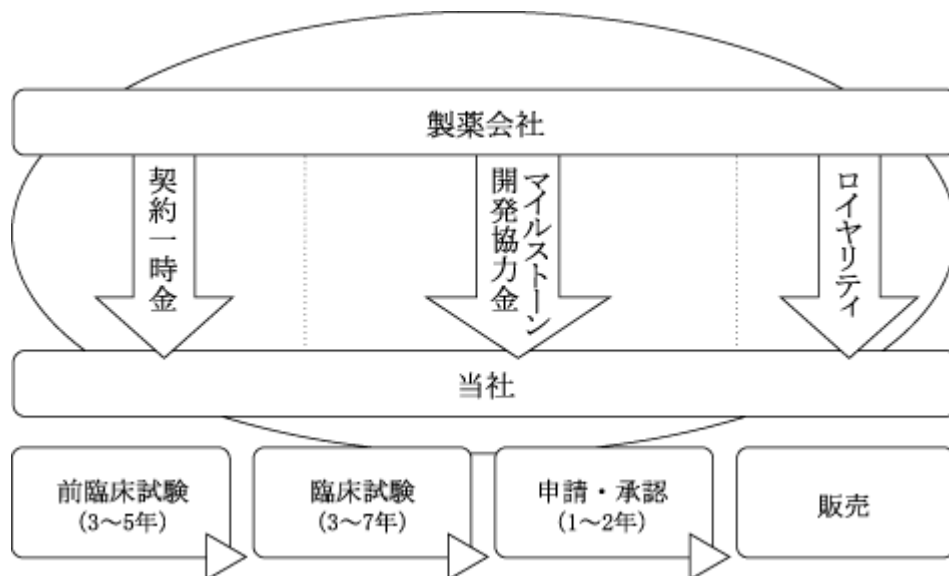 製薬会社
契約一時金
マイルストーン
開発協力金
ロイヤリティ
当社
前臨床試験
(3〜5年)
臨床試験
(3〜7年)
申請・承認
(1〜2年)
販売